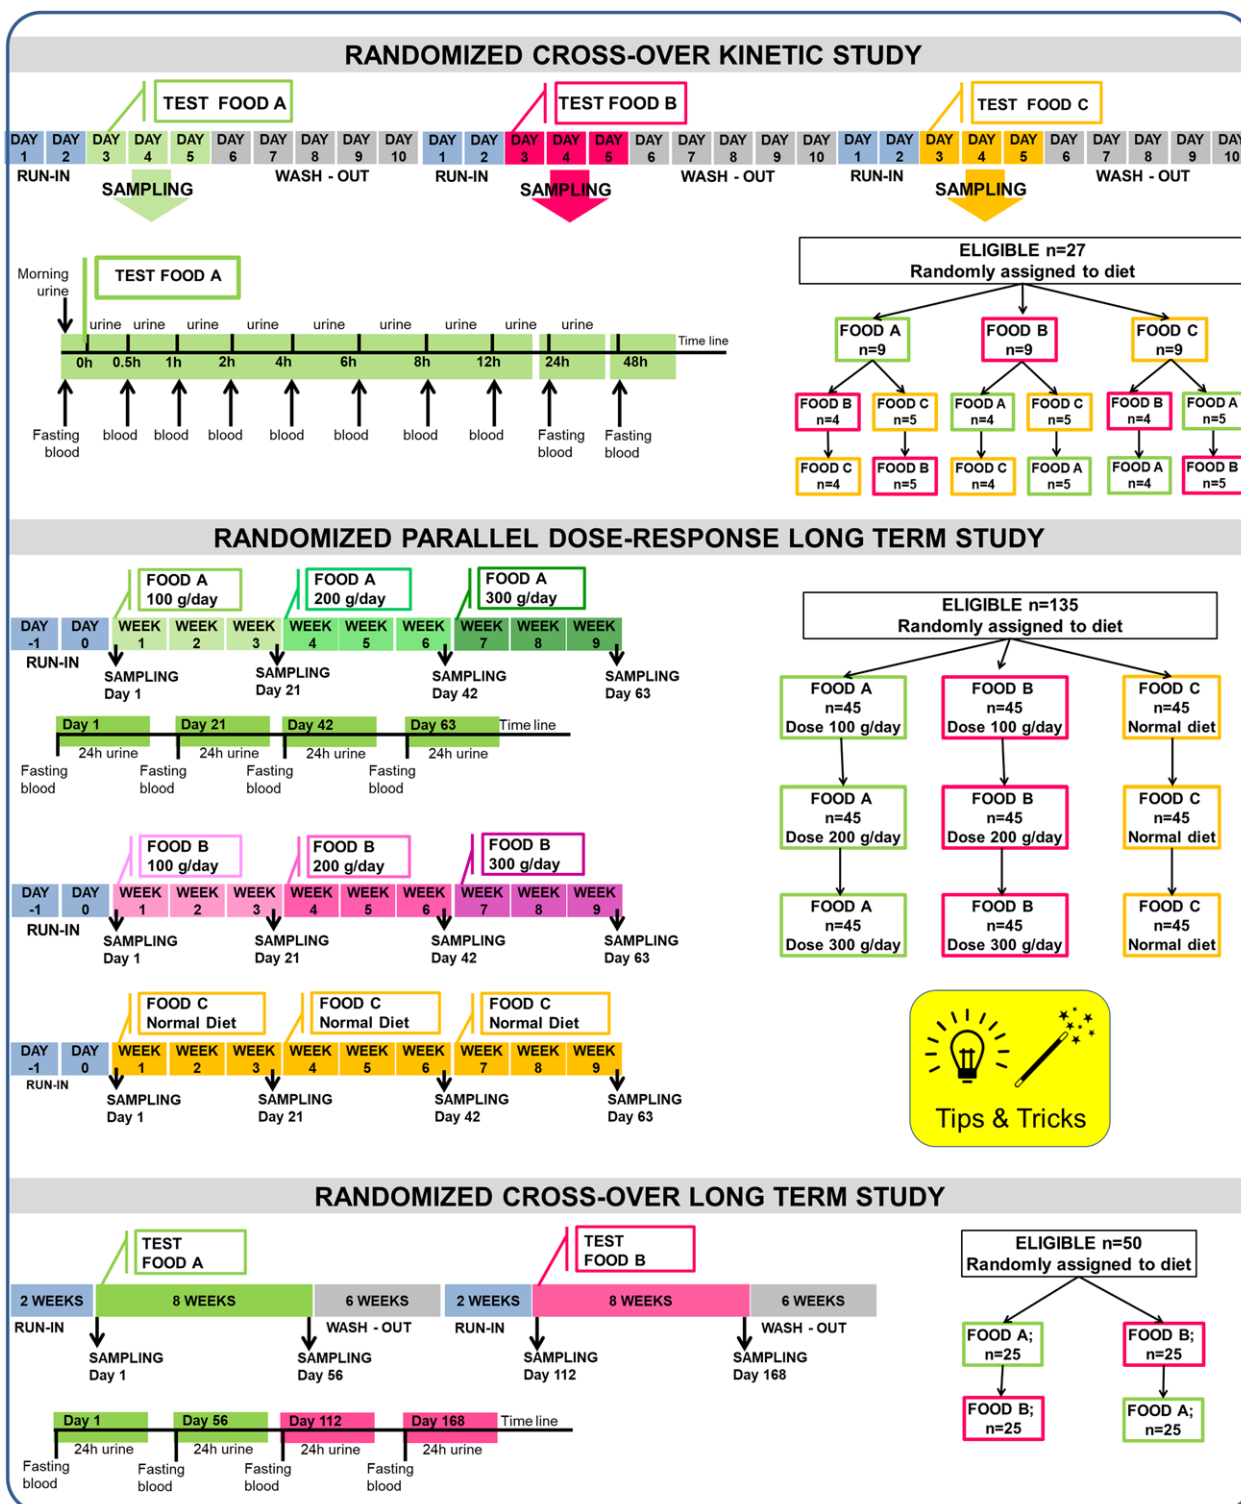 RANDOMIZED CROSS-OVER KINETIC STUDY
TEST FOOD A
TEST FOOD B
TEST FOOD C
DAY DAY DAY DAY DAY DAY DAY DAY DAY DAY DAY DAY DAY DAY DAY DAY DAY DAY DAY DAY DAY DAY DAY DAY DAY DAY DAY DAY DAY DAY
1 2 3 4 5 6 7 8 9 10 1 2 3 4 5 6 7 8 9 10 1 2 3 4 5 6 7 8 9 10
RUN-IN WASH - OUT RUN-IN WASH - OUT RUN-IN WASH - OUT
SAMPLING SAMPLING SAMPLING
Morning
urine
TEST FOOD A
urine urine urine urine urine urine urine urine urine
Time line
0h 0.5h 1h 2h 4h 6h 8h 12h 24h 48h
Fasting
blood
blood blood blood blood blood blood blood
Fasting
blood
Fasting
blood
ELIGIBLE n=27
Randomly assigned to diet
FOOD A FOOD B FOOD C
n=9 n=9 n=9
FOOD B FOOD C FOOD A FOOD C FOOD B FOOD A
n=4 n=5 n=4 n=5 n=4 n=5
FOOD C FOOD B FOOD C FOOD A FOOD A FOOD B
n=4 n=5 n=4 n=5 n=4 n=5
RANDOMIZED PARALLEL DOSE-RESPONSE LONG TERM STUDY
FOOD A FOOD A FOOD A
100 g/day 200 g/day 300 g/day
DAY DAY WEEK WEEK WEEK WEEK WEEK WEEK WEEK WEEK WEEK
-1 0 1 2 3 4 5 6 7 8 9
RUN-IN
SAMPLING SAMPLING SAMPLING SAMPLING
Day 1 Day 21 Day 42 Day 63
Day 1 Day 21 Day 42 Day 63 Time line
24h urine 24h urine 24h urine 24h urine
Fasting Fasting Fasting Fasting
blood blood blood blood
FOOD B FOOD B FOOD B
100 g/day 200 g/day 300 g/day
DAY DAY WEEK WEEK WEEK WEEK WEEK WEEK WEEK WEEK WEEK
-1 0 1 2 3 4 5 6 7 8 9
RUN-IN
SAMPLING SAMPLING SAMPLING SAMPLING
Day 1 Day 21 Day 42 Day 63
FOOD C FOOD C FOOD C
Normal Diet Normal Diet Normal Diet
DAY DAY WEEK WEEK WEEK WEEK WEEK WEEK WEEK WEEK WEEK
-1 0 1 2 3 4 5 6 7 8 9
RUN-IN
SAMPLING SAMPLING SAMPLING SAMPLING
Day 1 Day 21 Day 42 Day 63
ELIGIBLE n=135
Randomly assigned to diet
FOOD A FOOD B FOOD C
n=45 n=45 n=45
Dose 100 g/day Dose 100 g/day Normal diet
FOOD A FOOD B FOOD C
n=45 n=45 n=45
Dose 200 g/day Dose 200 g/day Normal diet
FOOD A FOOD B FOOD C
n=45 n=45 n=45
Dose 300 g/day Dose 300 g/day Normal diet
Tips & Tricks
RANDOMIZED CROSS-OVER LONG TERM STUDY
TEST
FOOD A
TEST
FOOD B
2 WEEKS 8 WEEKS 6 WEEKS 2 WEEKS 8 WEEKS 6 WEEKS
RUN-IN WASH - OUT RUN-IN WASH - OUT
SAMPLING SAMPLING SAMPLING SAMPLING
Day 1 Day 56 Day 112 Day 168
Day 1 Day 56 Day 112 Day 168 Time line
24h urine 24h urine 24h urine 24h urine
Fasting Fasting Fasting Fasting
blood blood blood blood
ELIGIBLE n=50
Randomly assigned to diet
FOOD A; FOOD B;
n=25 n=25
FOOD B; FOOD A;
n=25 n=25